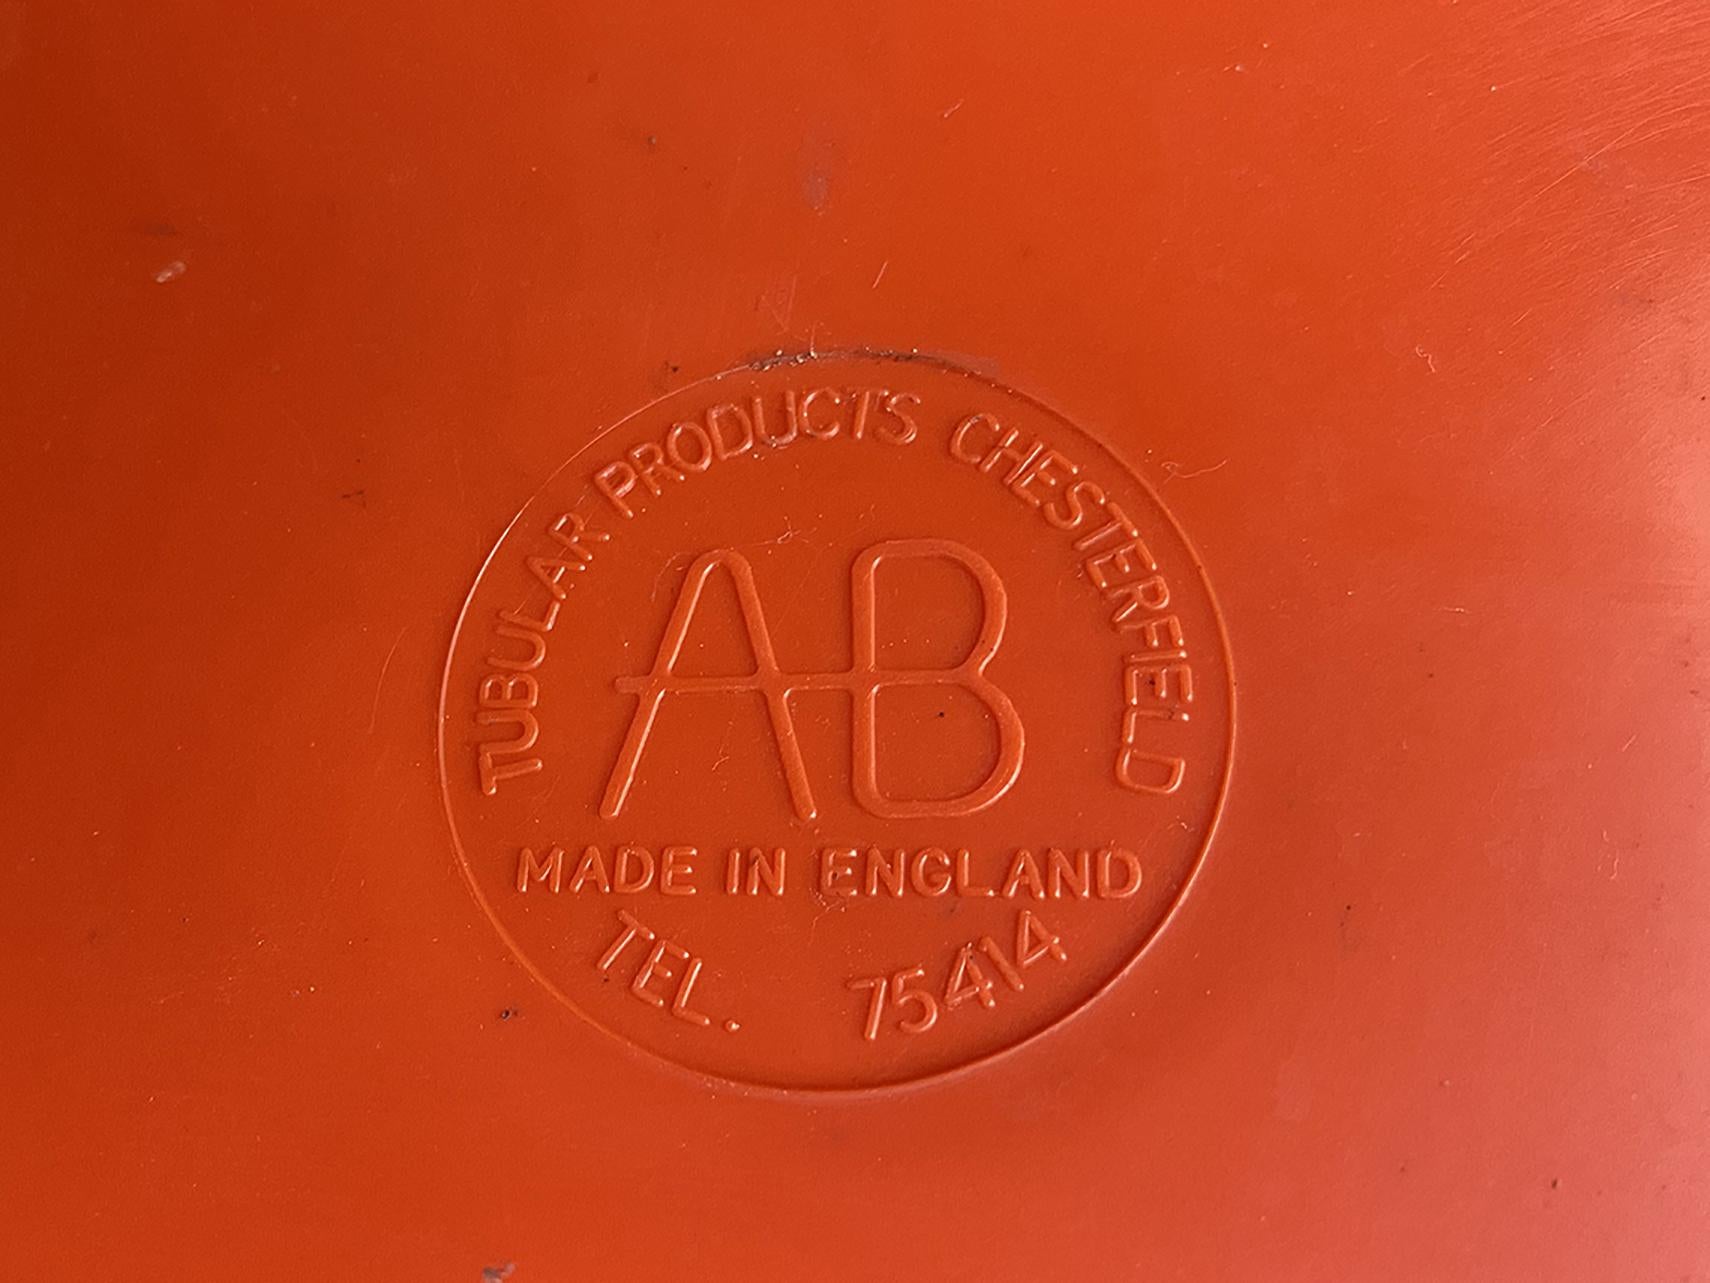 TUBULAR PRODUCTS CHESTERFIELD
AB
MADE IN ENGLAND
TEL. 75414